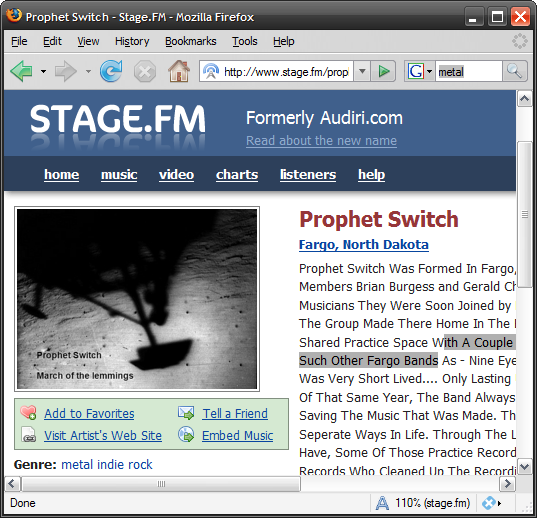 Prophet Switch - Stage.FM - Mozilla Firefox
File Edit View History Bookmarks Tools Help
http://www.stage.fm/prop
G
metal
STAGE.FM
Formerly Audiri.com
Read about the new name
home music video charts listeners help
Prophet Switch
March of the lemmings
Add to Favorites
Tell a Friend
Visit Artist's Web Site
Embed Music
Genre: metal indie rock
Prophet Switch
Fargo, North Dakota
Prophet Switch Was Formed In Fargo,
Members Brian Burgess and Gerald Ch
Musicians They Were Soon Joined by
The Group Made There Home In The
Shared Practice Space With A Couple
Such Other Fargo Bands As - Nine Eye
Was Very Short Lived.... Only Lasting
Of That Same Year, The Band Always
Saving The Music That Was Made. Th
Seperate Ways In Life. Through The L
Have, Some Of Those Practice Record
Records Who Cleaned Up The Recordi
Done
110% (stage.fm)